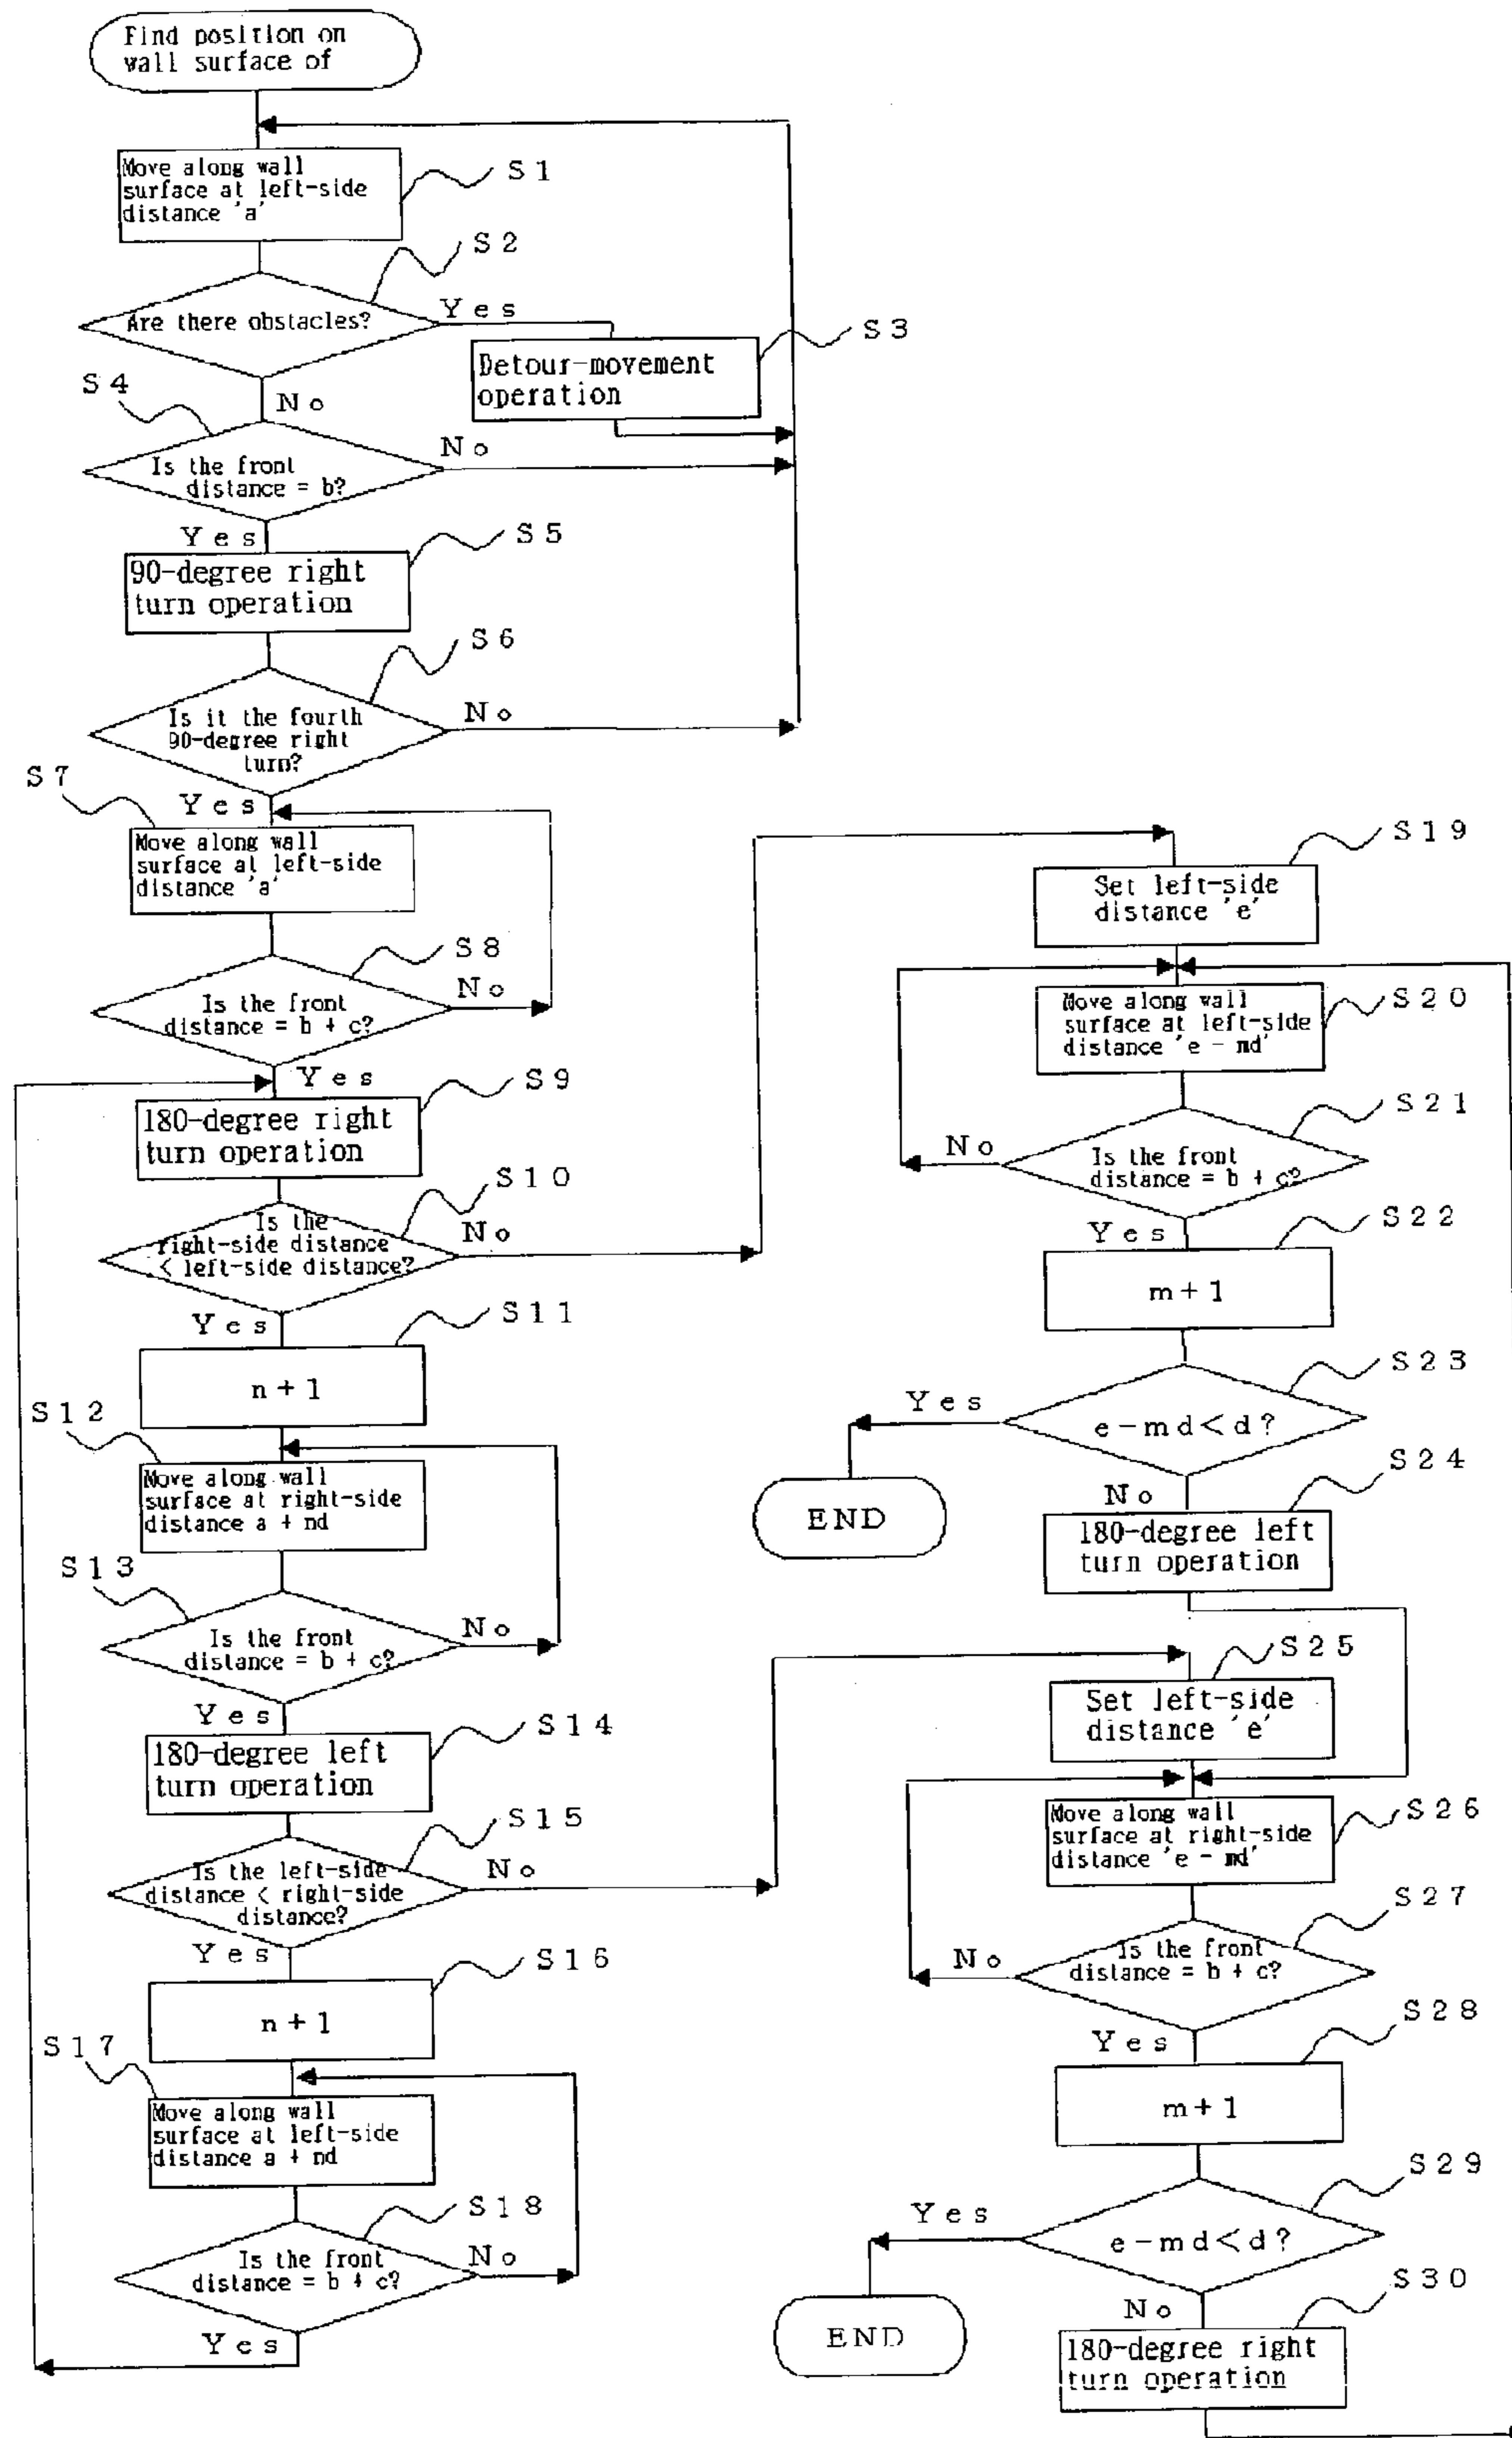 Find position on
wall surface of
Move along wall
surface at left-side
distance 'a'
S1
S2
Are there obstacles?
Yes
S3
Detour-movement
operation
S4
No
Is the front
distance = b?
No
Yes
S5
90-degree right
turn operation
S6
Is it the fourth
90-degree right
turn?
No
S7
Yes
Move along wall
surface at left-side
distance 'a'
S8
Is the front
distance = b + c?
No
Yes
S9
180-degree right
turn operation
S10
Is the
right-side distance
< left-side distance?
No
Yes
S11
n + 1
S12
Move along wall
surface at right-side
distance a + nd
S13
Is the front
distance = b + c?
No
Yes
S14
180-degree left
turn operation
S15
Is the left-side
distance < right-side
distance?
No
Yes
S16
n + 1
S17
Move along wall
surface at left-side
distance a + nd
S18
Is the front
distance = b + c?
No
Yes
S19
Set left-side
distance 'e'
S20
Move along wall
surface at left-side
distance 'e - md'
S21
No
Is the front
distance = b + c?
S22
Yes
m + 1
S23
Yes
e - md < d ?
END
S24
No
180-degree left
turn operation
S25
Set left-side
distance 'e'
S26
Move along wall
surface at right-side
distance 'e - md'
S27
No
Is the front
distance = b + c?
S28
Yes
m + 1
S29
Yes
e - md < d ?
END
S30
No
180-degree right
turn operation